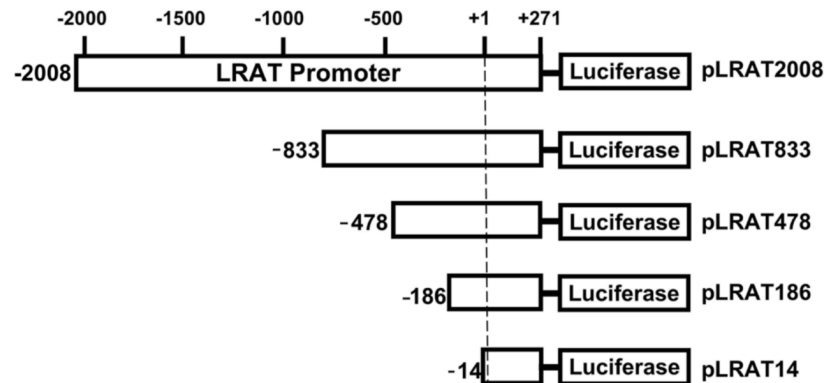 -2000 -1500 -1000 -500 +1 +271
-2008 LRAT Promoter Luciferase pLRAT2008
-833 Luciferase pLRAT833
-478 Luciferase pLRAT478
-186 Luciferase pLRAT186
-14 Luciferase pLRAT14